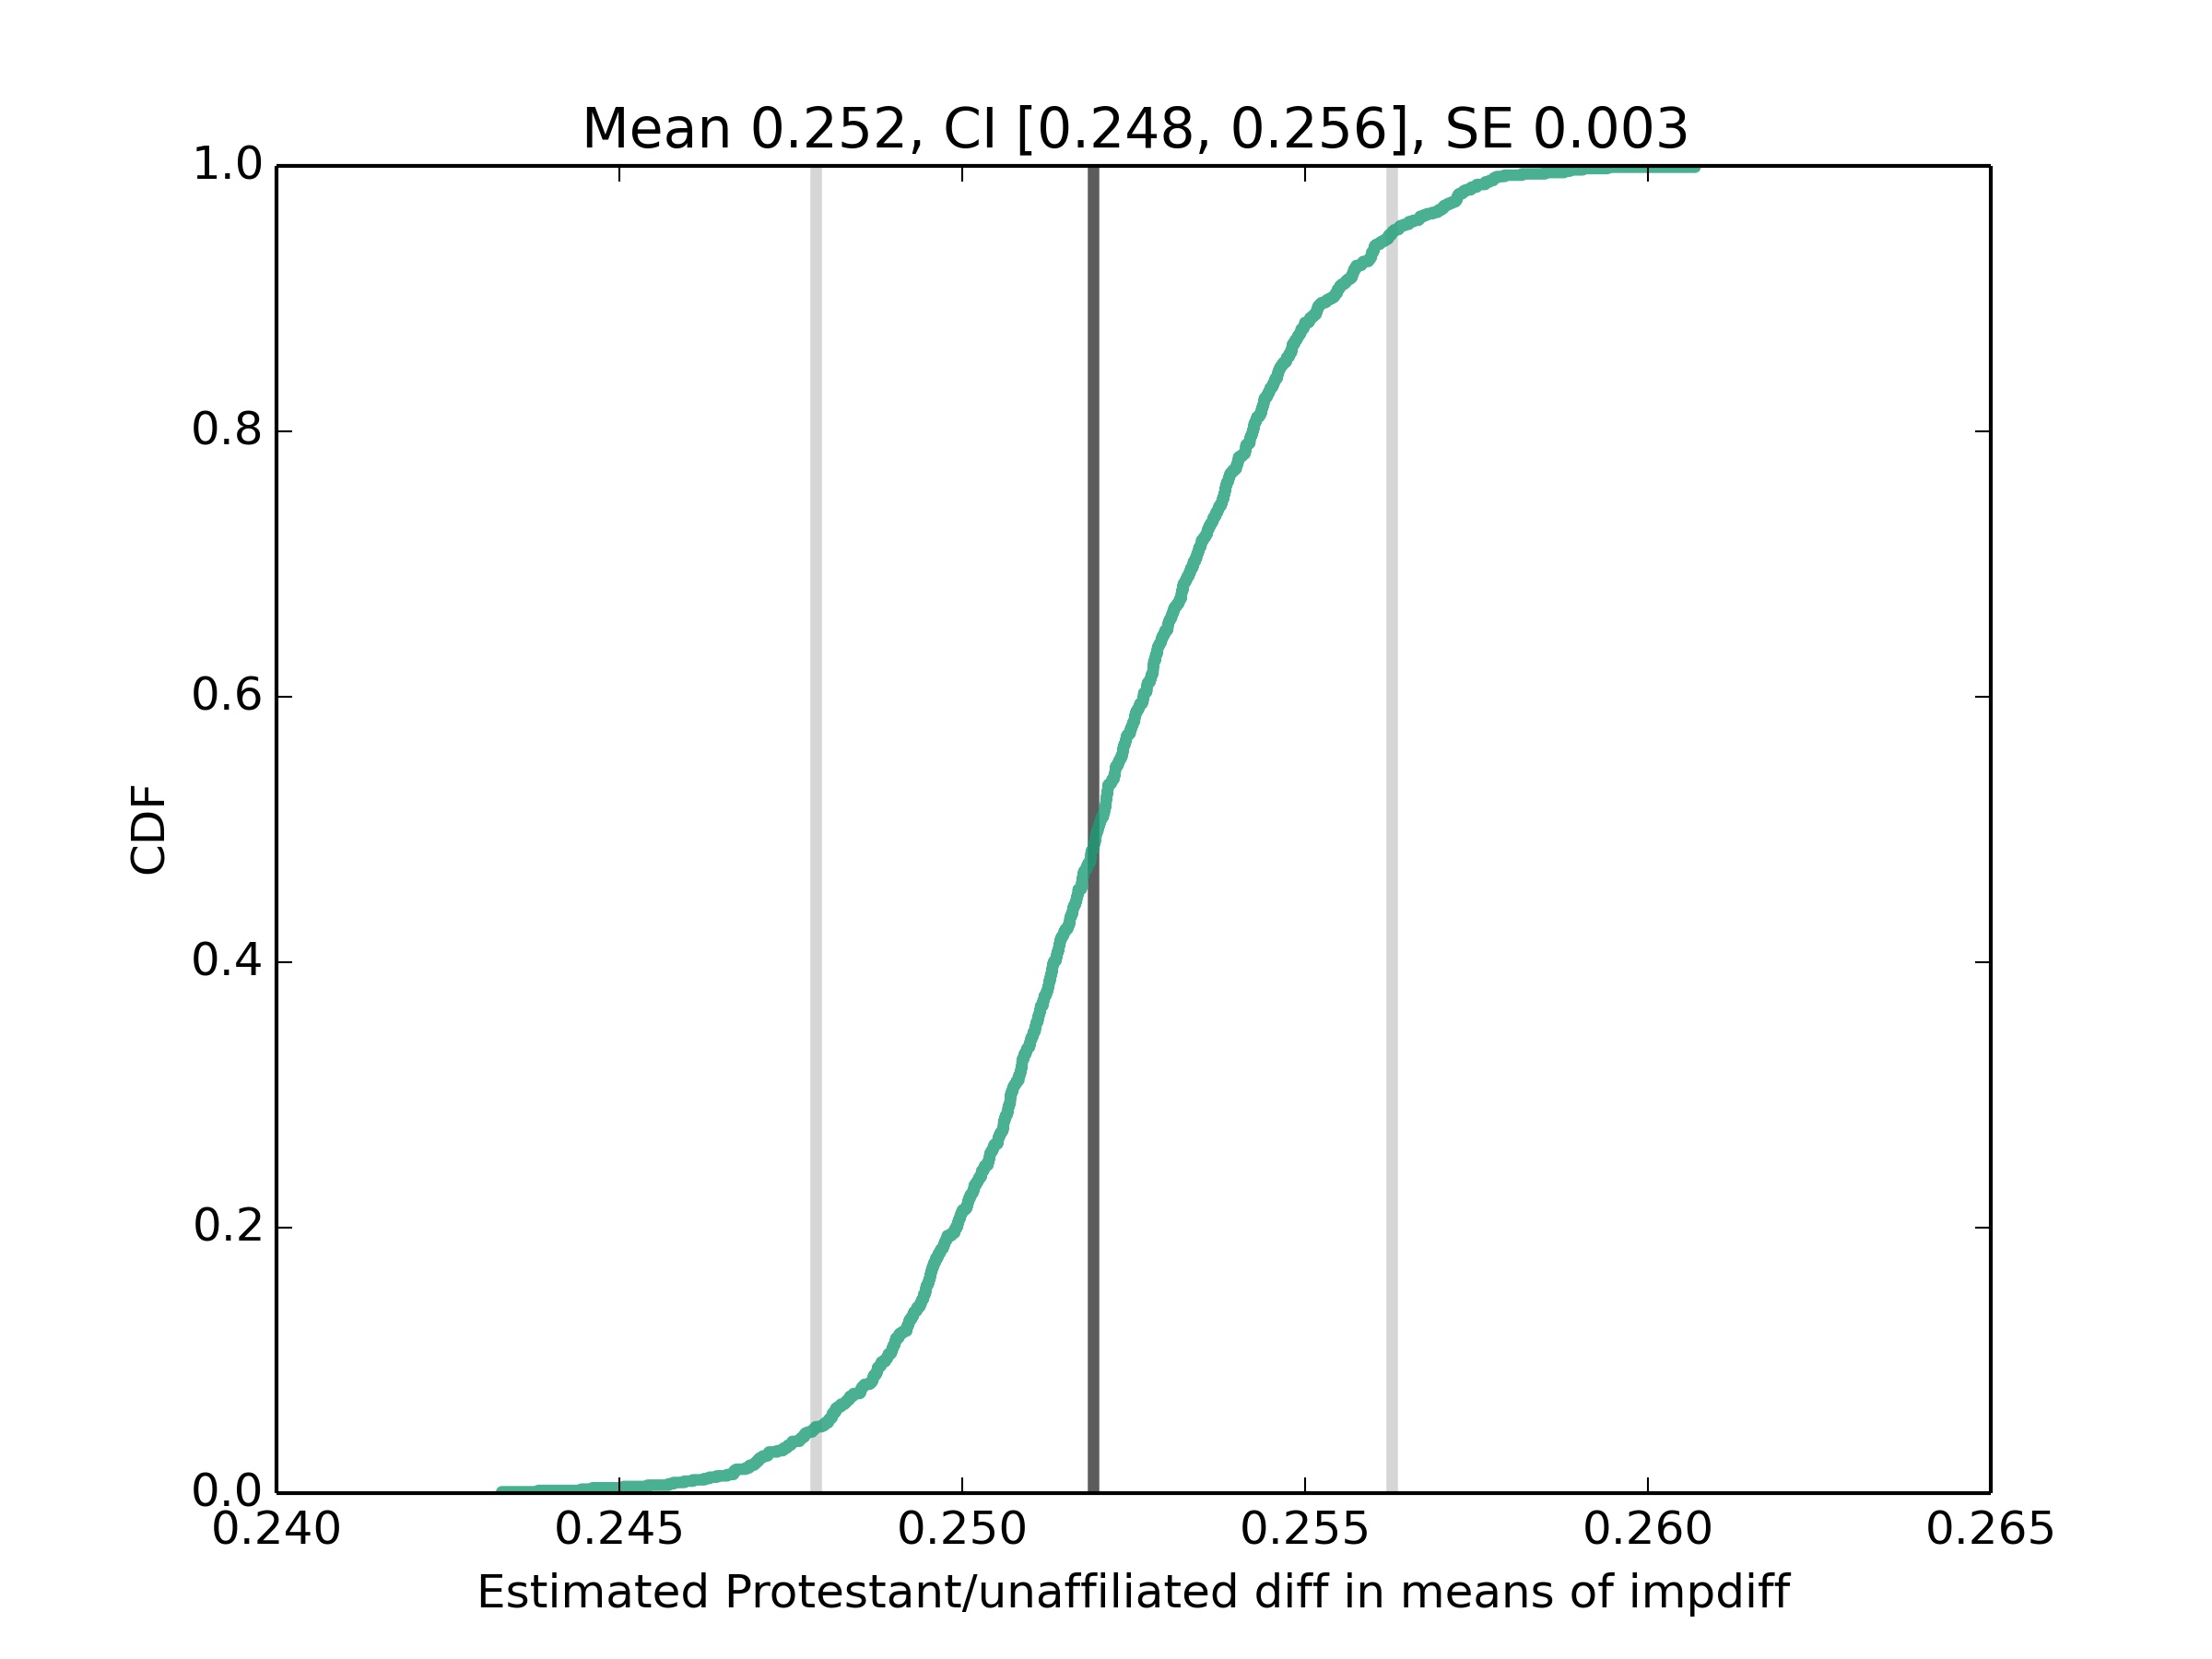 Mean 0.252, CI [0.248, 0.256], SE 0.003
1.0
0.8
0.6
0.4
0.2
0.0
CDF
0.240 0.245 0.250 0.255 0.260 0.265
Estimated Protestant/unaffiliated diff in means of impdiff